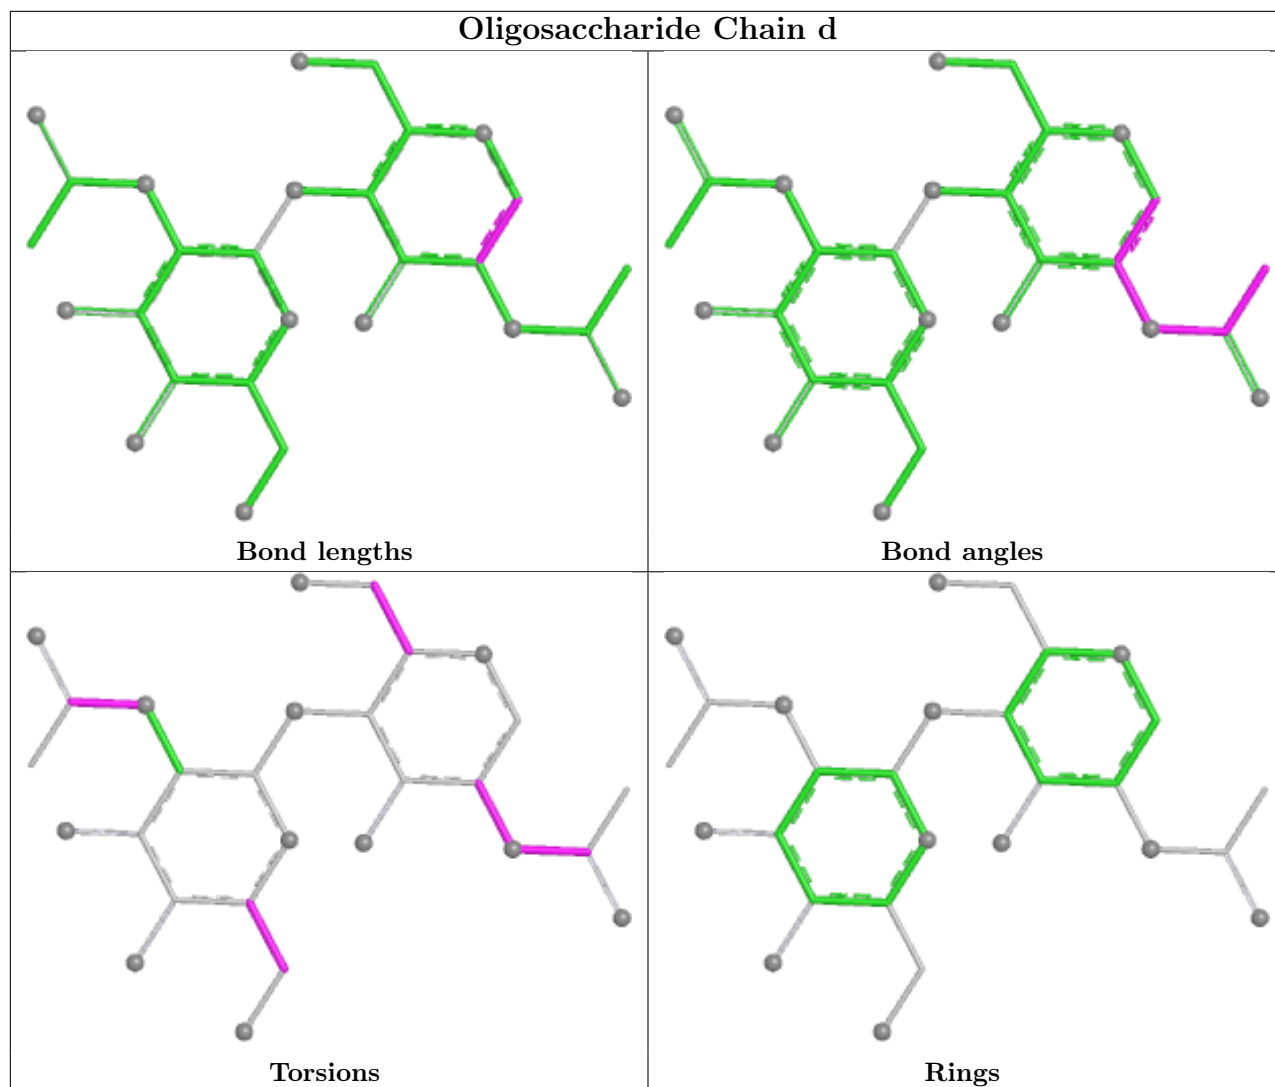 Oligosaccharide Chain d
Bond lengths
Bond angles
Torsions
Rings